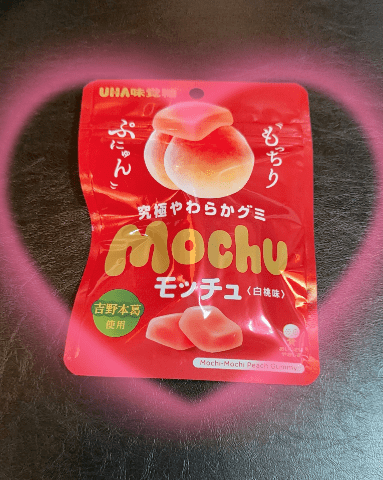 UHA味覚糖
もっちり
ぷにゅん
究極やわらかグミ
Mochu
モッチュ〈白桃味〉
吉野本葛
使用
Mochi-Mochi Peach Gummy